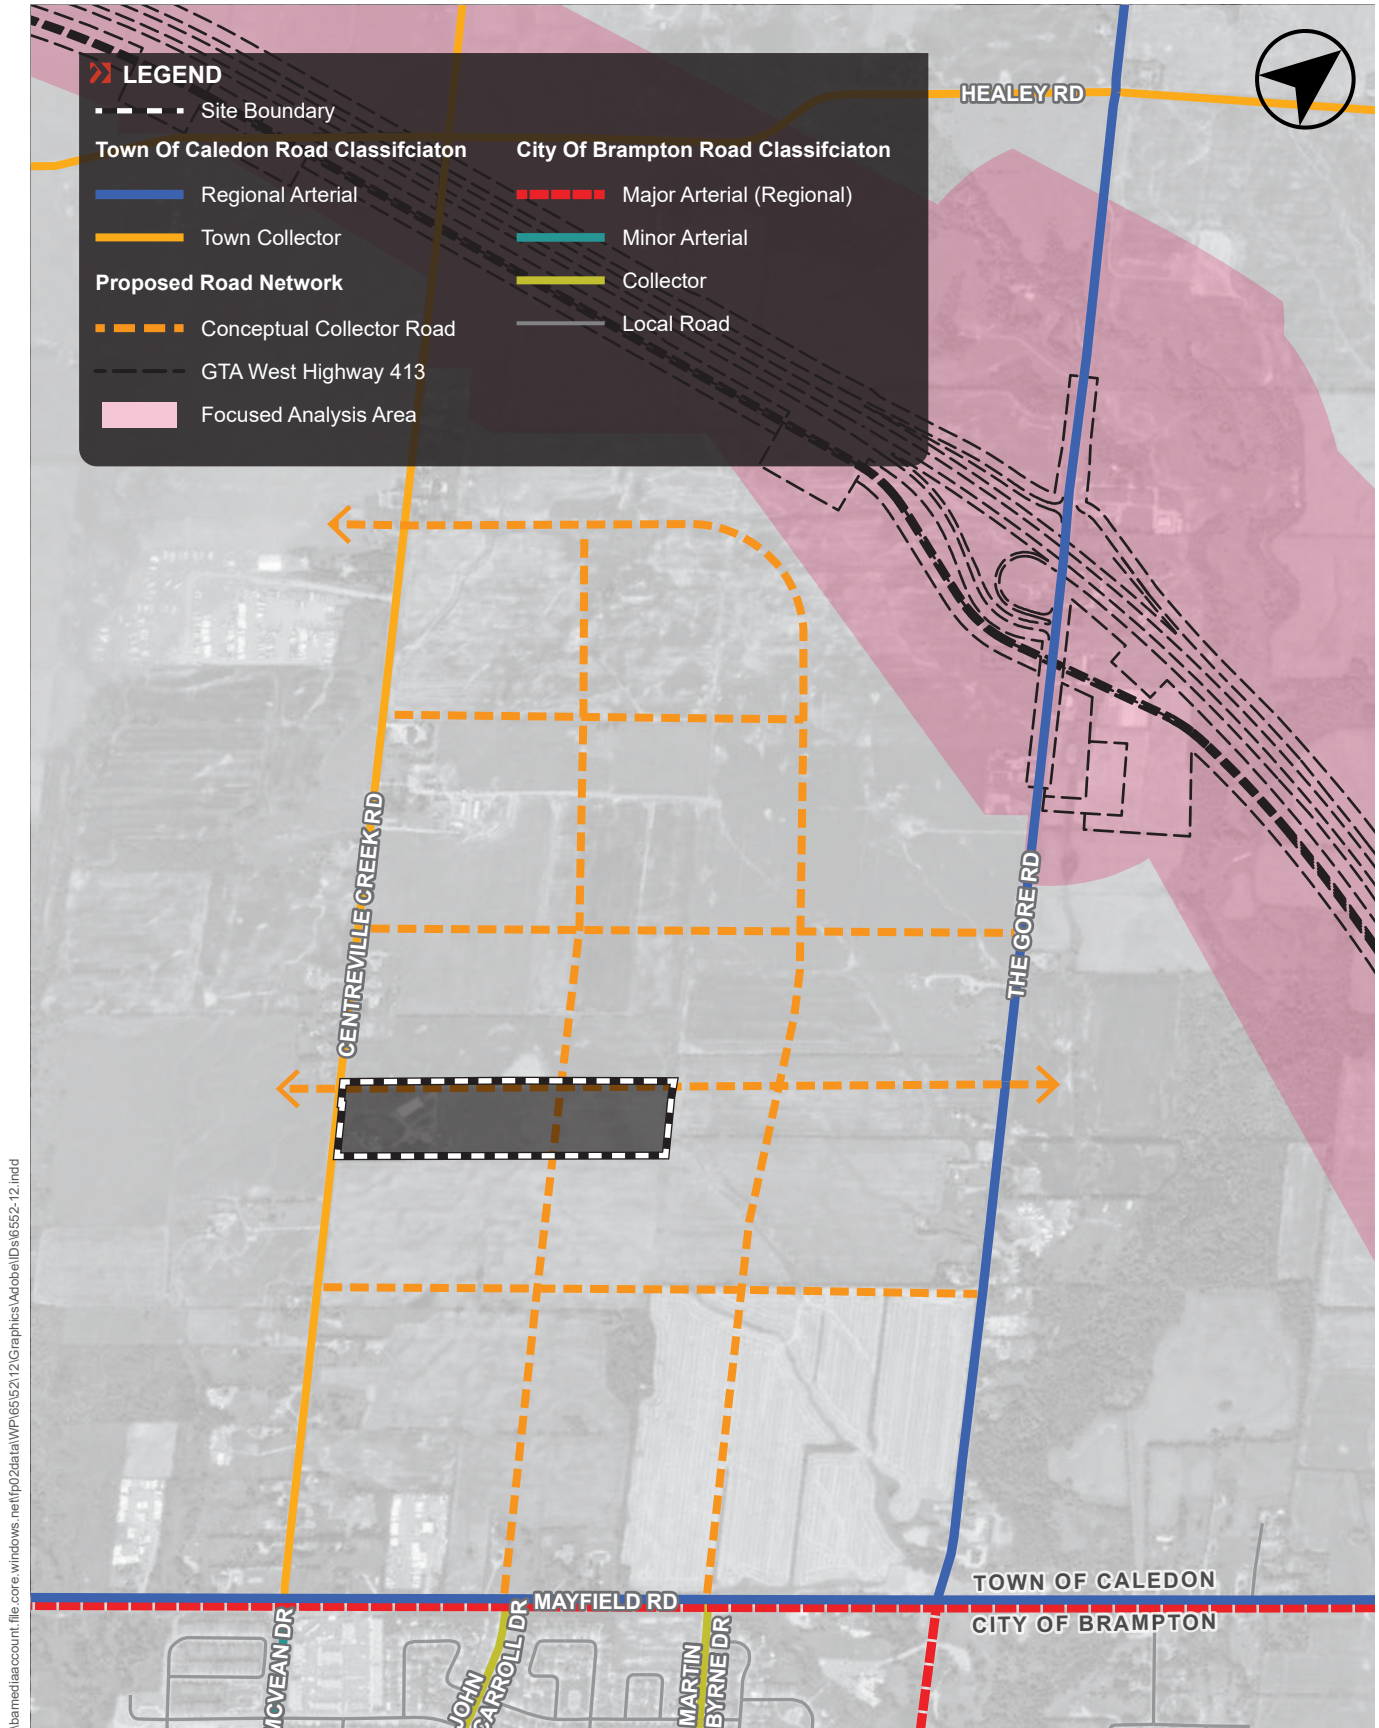 LEGEND
Site Boundary
Town Of Caledon Road Classifciaton
Regional Arterial
Town Collector
Proposed Road Network
Conceptual Collector Road
GTA West Highway 413
Focused Analysis Area
City Of Brampton Road Classifciaton
Major Arterial (Regional)
Minor Arterial
Collector
Local Road
HEALEY RD
CENTREVILLE CREEK RD
THE GORE RD
TOWN OF CALEDON
MAYFIELD RD
CITY OF BRAMPTON
MCVEAN DR
JOHN
CARROLL DR
MARTIN
BYRNE DR
\bamediaaccount.file.core.windows.net\fp02data\WP\65\52\12\Graphics\Adobe\IDs\6552-12.indd